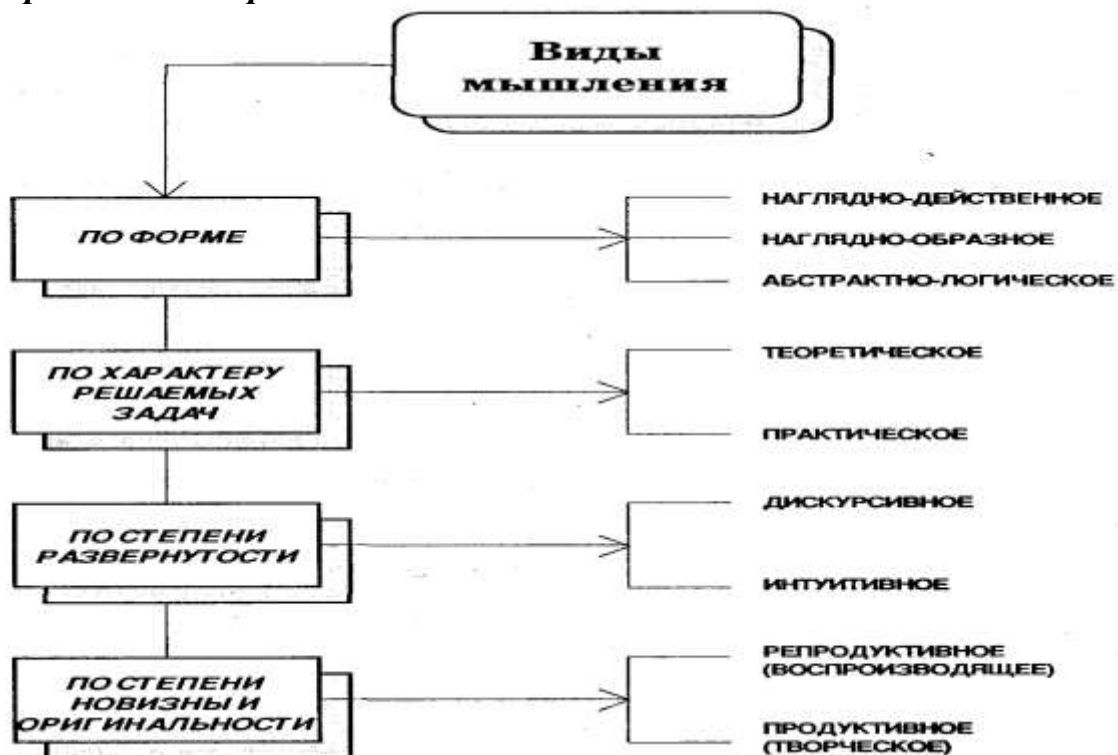 Виды
мышления
ПО ФОРМЕ
НАГЛЯДНО-ДЕЙСТВЕННОЕ
НАГЛЯДНО-ОБРАЗНОЕ
АБСТРАКТНО-ЛОГИЧЕСКОЕ
ПО ХАРАКТЕРУ
РЕШАЕМЫХ
ЗАДАЧ
ТЕОРЕТИЧЕСКОЕ
ПРАКТИЧЕСКОЕ
ПО СТЕПЕНИ
РАЗВЕРНУТОСТИ
ДИСКУРСИВНОЕ
ИНТУИТИВНОЕ
ПО СТЕПЕНИ
НОВИЗНЫ И
ОРИГИНАЛЬНОСТИ
РЕПРОДУКТИВНОЕ
(ВОСПРОИЗВОДЯЩЕЕ)
ПРОДУКТИВНОЕ
(ТВОРЧЕСКОЕ)